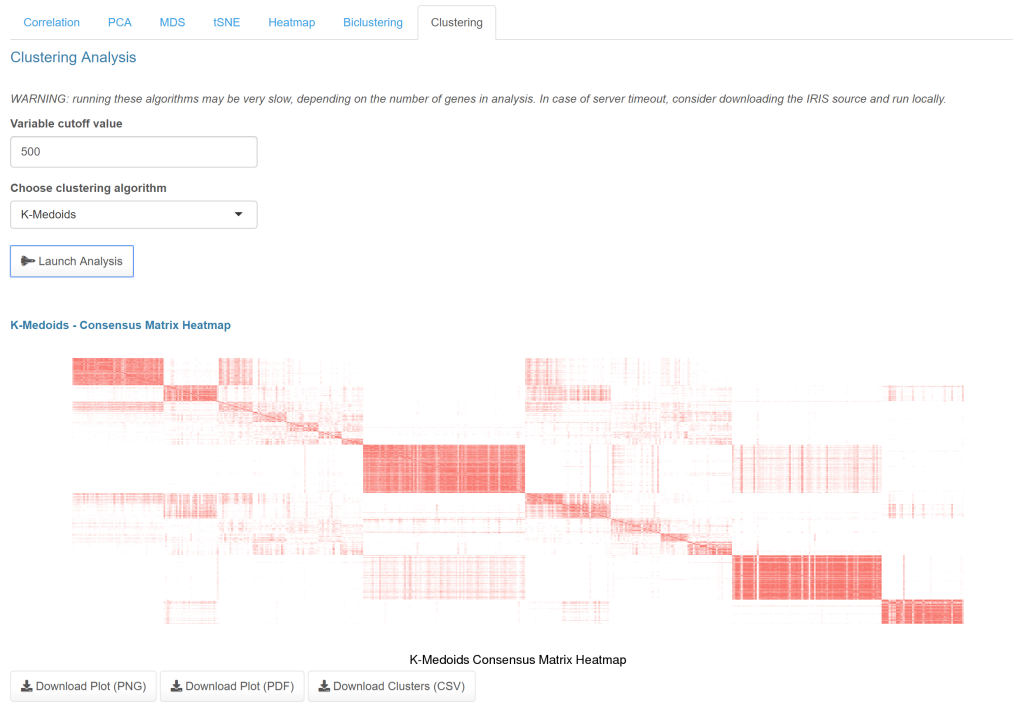 Correlation PCA MDS tSNE Heatmap Biclustering Clustering
Clustering Analysis
WARNING: running these algorithms may be very slow, depending on the number of genes in analysis. In case of server timeout, consider downloading the IRIS source and run locally.
Variable cutoff value
500
Choose clustering algorithm
K-Medoids
Launch Analysis
K-Medoids - Consensus Matrix Heatmap
K-Medoids Consensus Matrix Heatmap
Download Plot (PNG) Download Plot (PDF) Download Clusters (CSV)